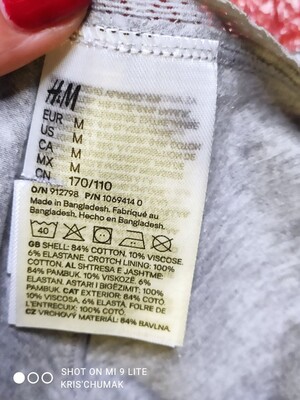 H&M
EUR M
US M
CA M
MX M
CN 170/110
O/N 912798 P/N 1069414 0
Made in Bangladesh. Fabriqué au
Bangladesh. Hecho en Bangladesh.
40
GB SHELL: 84% COTTON, 10% VISCOSE,
6% ELASTANE. CROTCH LINING: 100%
COTTON. AL SHTRESA E JASHTME:
84% PAMBUK, 10% VISKOZË, 6%
ELASTAN. ASTARI I BIGËZIMIT: 100%
PAMBUK. CAT EXTERIOR: 84% COTÓ,
10% VISCOSA, 6% ELASTÀ. FOLRE DE
L'ENTRECUIX: 100% COTÓ.
CZ VRCHOVÝ MATERIÁL: 84% BAVLNA,
SHOT ON MI 9 LITE
KRIS'CHUMAK